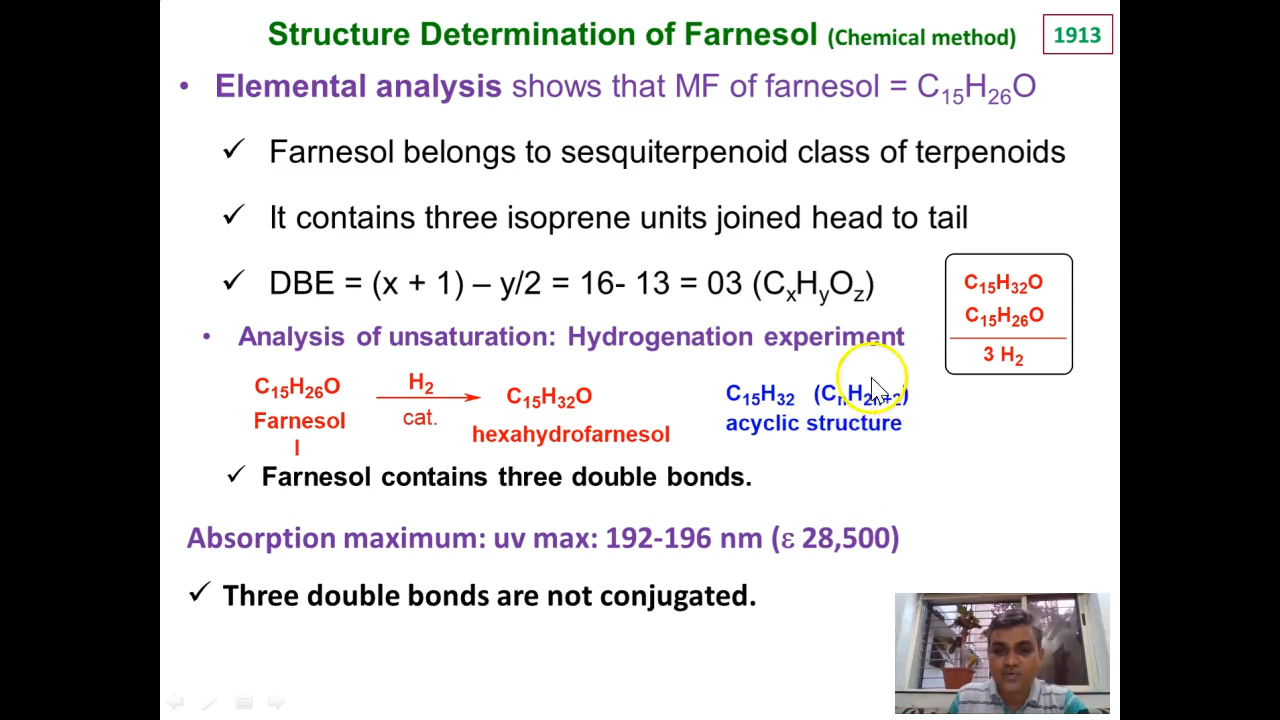 Structure Determination of Farnesol (Chemical method) 1913
• Elemental analysis shows that MF of farnesol = C₁₅H₂₆O
✓ Farnesol belongs to sesquiterpenoid class of terpenoids
✓ It contains three isoprene units joined head to tail
✓ DBE = (x + 1) – y/2 = 16- 13 = 03 (CₓHᵧO𝓏)
C₁₅H₃₂O
C₁₅H₂₆O
3 H₂
• Analysis of unsaturation: Hydrogenation experiment
C₁₅H₂₆O H₂ C₁₅H₃₂O
Farnesol cat. hexahydrofarnesol
I
C₁₅H₃₂ (CₙH₂ₙ₊₂)
acyclic structure
✓ Farnesol contains three double bonds.
Absorption maximum: uv max: 192-196 nm (ε 28,500)
✓ Three double bonds are not conjugated.